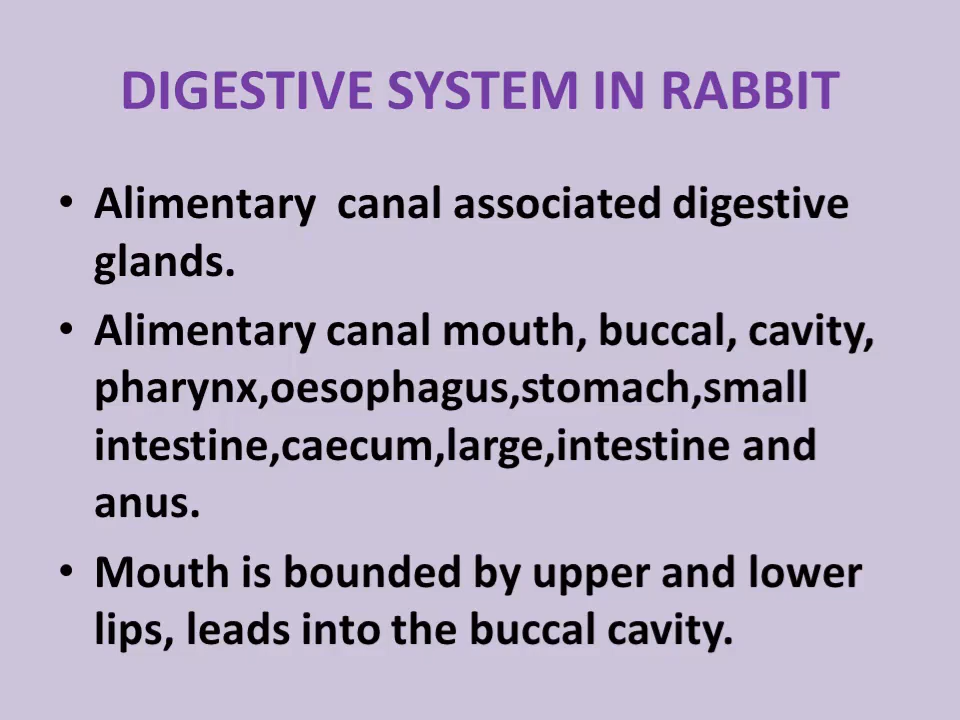 DIGESTIVE SYSTEM IN RABBIT
• Alimentary  canal associated digestive
glands.
• Alimentary canal mouth, buccal, cavity,
pharynx,oesophagus,stomach,small
intestine,caecum,large,intestine and
anus.
• Mouth is bounded by upper and lower
lips, leads into the buccal cavity.